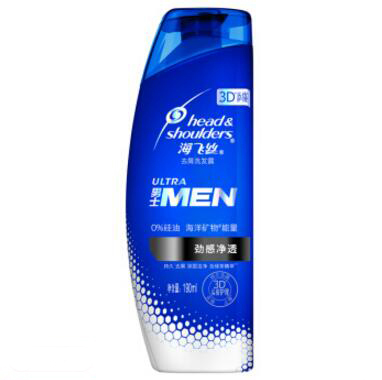 3D
head&
shoulders®
海飞丝®
去屑洗发露
ULTRA
男士MEN
0%硅油 海洋矿物#能量
劲感净透
净含量:190ml
3D